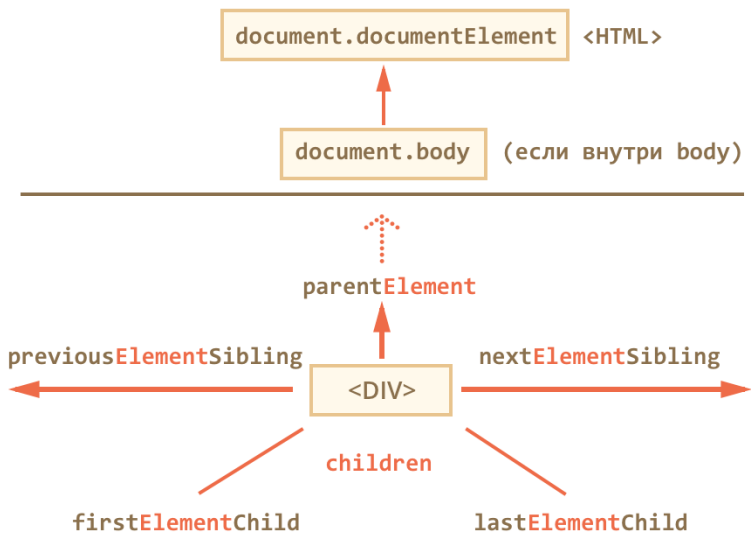 document.documentElement <HTML>
document.body (если внутри body)
parentElement
previousElementSibling nextElementSibling
<DIV>
children
firstElementChild lastElementChild